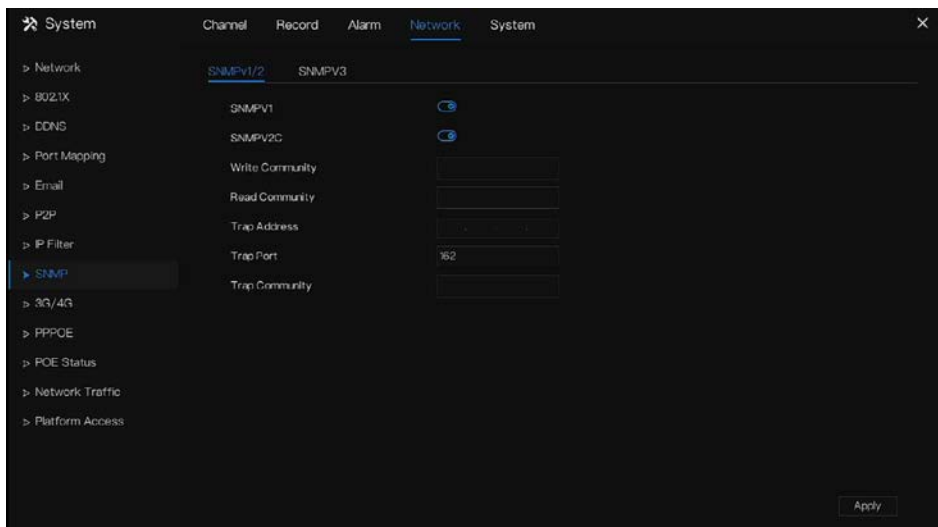 System
Channel Record Alarm Network System
Network
802.1X
DDNS
Port Mapping
Email
P2P
IP Filter
SNMP
3G/4G
PPPOE
POE Status
Network Traffic
Platform Access
SNMPv1/2 SNMPV3
SNMPV1
SNMPV2C
Write Community
Read Community
Trap Address
Trap Port 162
Trap Community
Apply